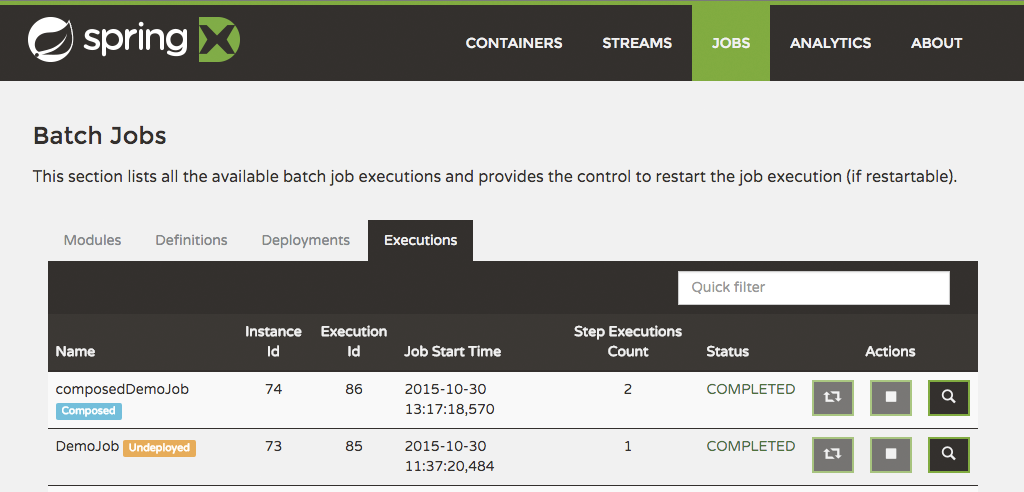 spring X
CONTAINERS STREAMS JOBS ANALYTICS ABOUT
Batch Jobs
This section lists all the available batch job executions and provides the control to restart the job execution (if restartable).
Modules Definitions Deployments Executions
Quick filter
Instance Execution Step Executions
Name Id Id Job Start Time Count Status Actions
composedDemoJob 74 86 2015-10-30 2 COMPLETED
Composed 13:17:18,570
DemoJob Undeployed 73 85 2015-10-30 1 COMPLETED
11:37:20,484